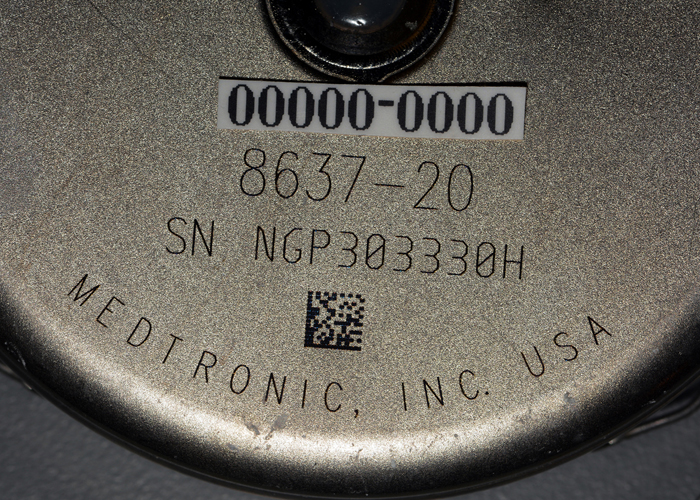 00000-0000
8637-20
SN NGP303330H
MEDTRONIC, INC. USA